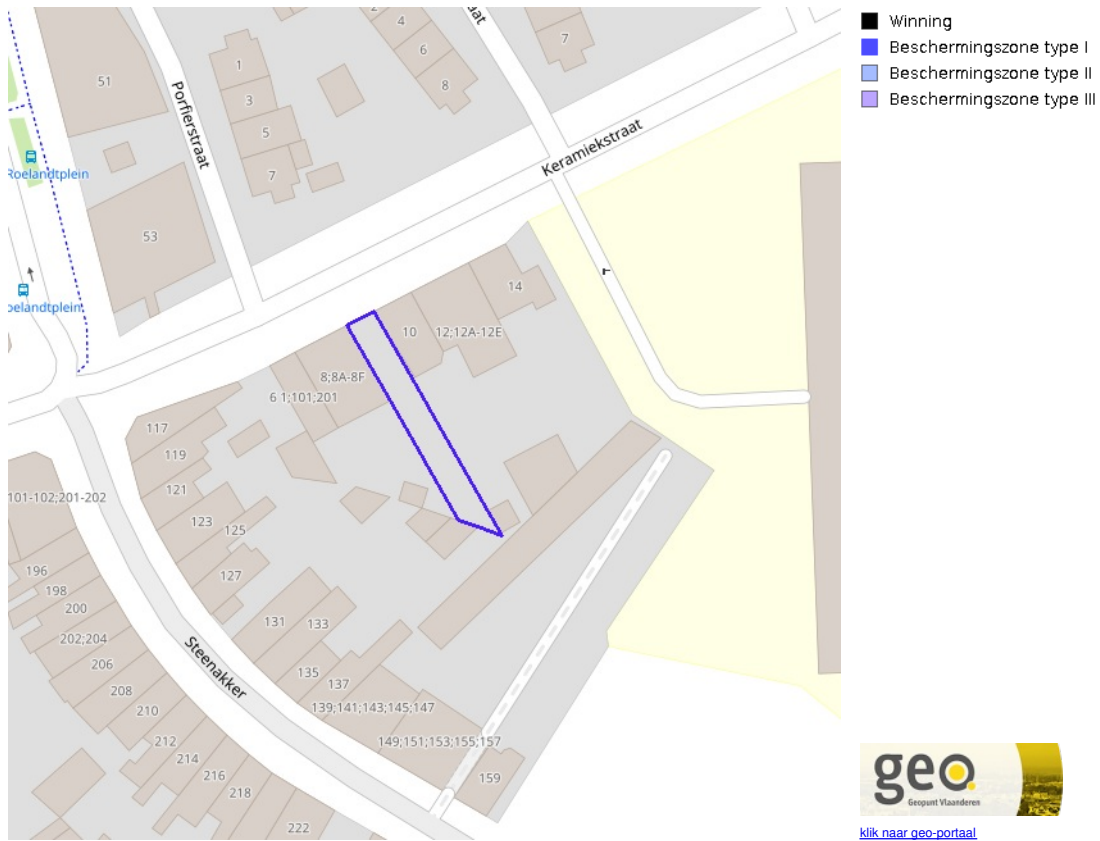 Winning
Beschermingszone type I
Beschermingszone type II
Beschermingszone type III
2
4
6
8
7
51
1
3
5
7
Porfierstraat
Keramiekstraat
Roelandtplein
53
oelandtplein
14
10
12;12A-12E
8;8A-8F
6 1;101;201
117
119
121
123
125
127
101-102;201-202
196
198
200
202;204
206
208
210
212
214
216
218
222
131
133
135
137
139;141;143;145;147
149;151;153;155;157
159
Steenakker
geo
Geopunt Vlaanderen
klik naar geo-portaal